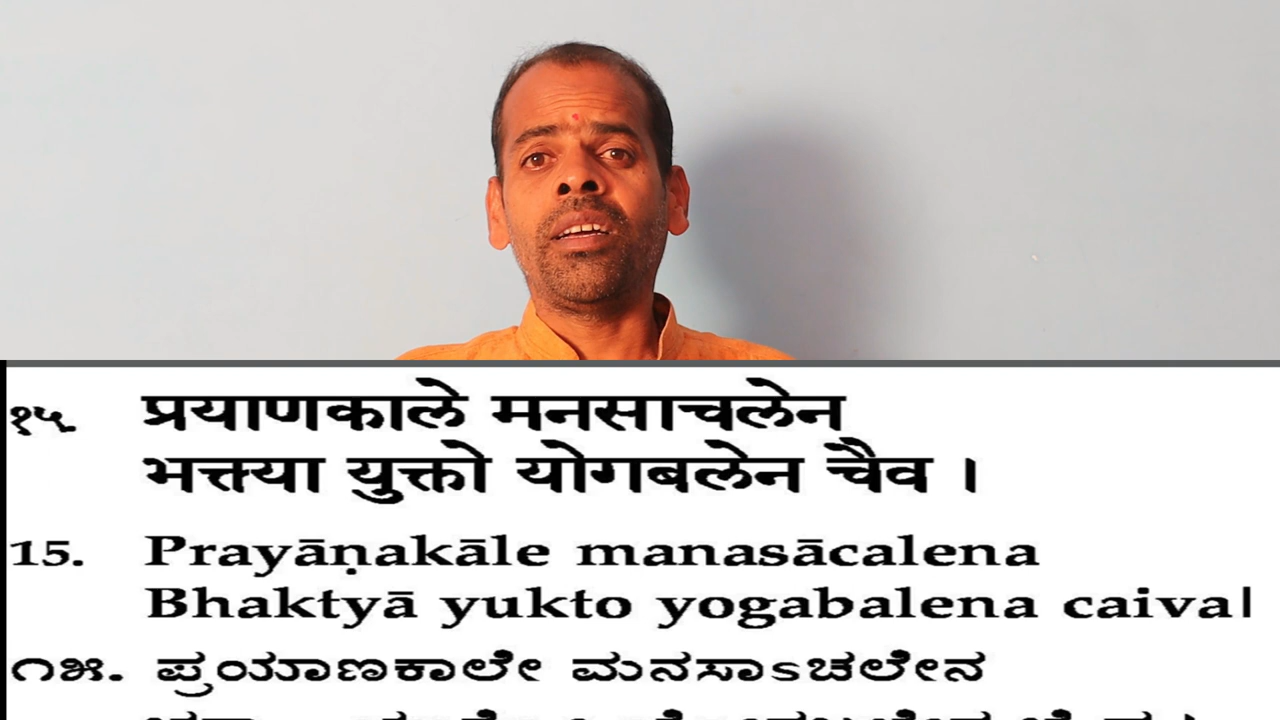 १५ प्रयाणकाले मनसाचलेन
भक्त्या युक्तो योगबलेन चैव ।
15. Prayāṇakāle manasācalena
Bhaktyā yukto yogabalena caiva|
೧೫. ಪ್ರಯಾಣಕಾಲೇ ಮನಸಾಽಚಲೇನ